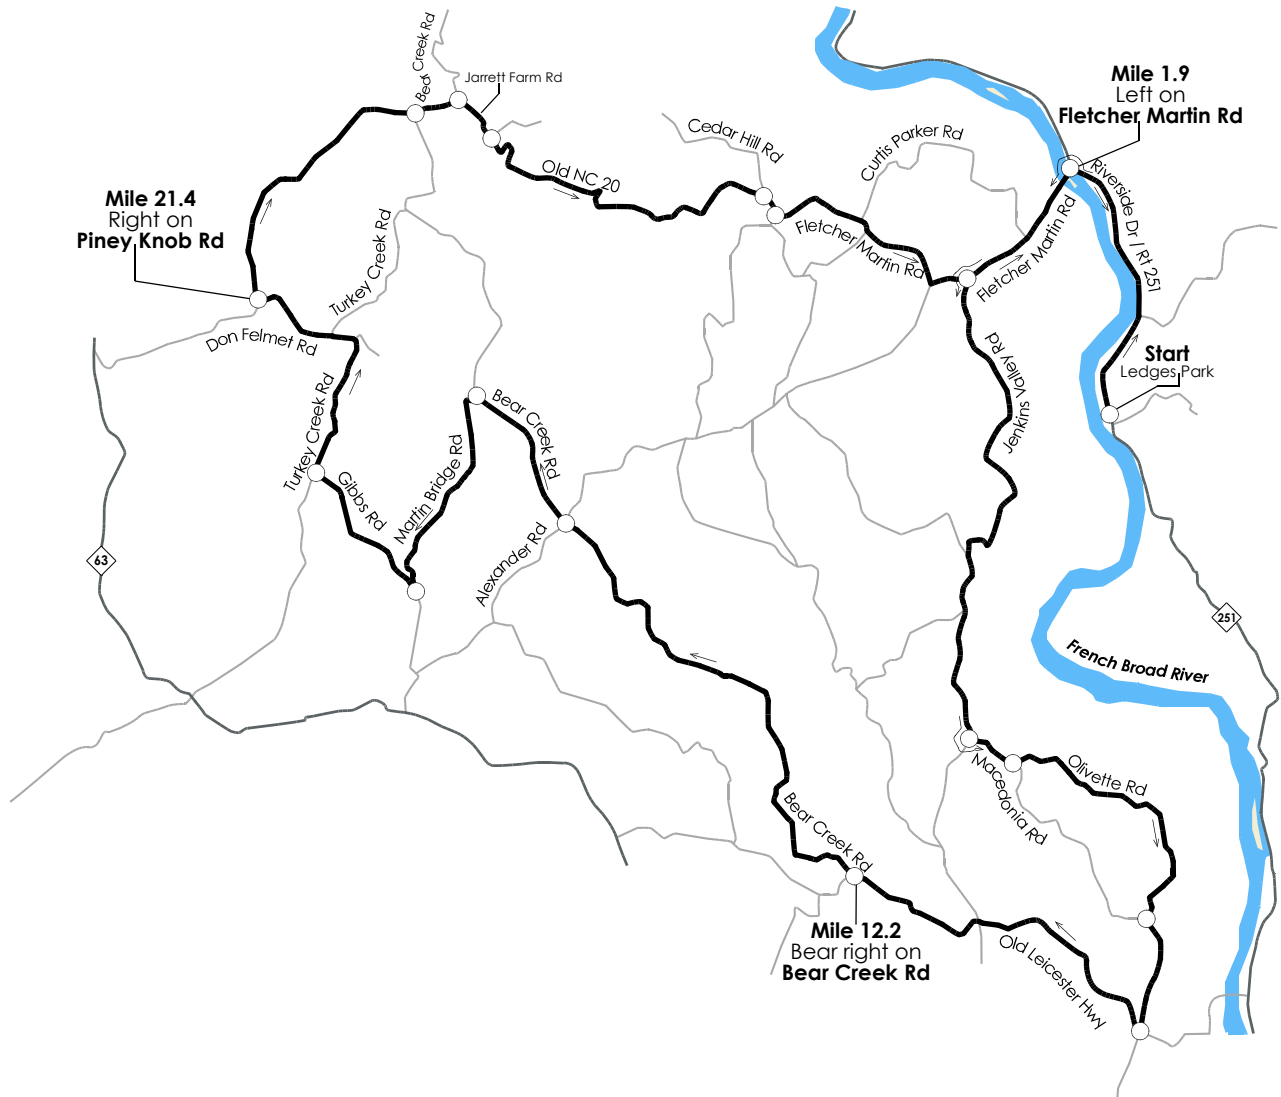 Bear Creek Rd
Jarrett Farm Rd
Mile 1.9
Left on
Fletcher Martin Rd
Cedar Hill Rd
Curtis Parker Rd
Old NC 20
Riverside Dr / Rt 251
Mile 21.4
Right on
Piney Knob Rd
Fletcher Martin Rd
Fletcher Martin Rd
Turkey Creek Rd
Don Felmet Rd
Start
Ledges Park
Jenkins Valley Rd
Turkey Creek Rd
Bear Creek Rd
Gibbs Rd
Martin Bridge Rd
Alexander Rd
63
251
French Broad River
Olivette Rd
Macedonia Rd
Bear Creek Rd
Mile 12.2
Bear right on
Bear Creek Rd
Old Leicester Hwy